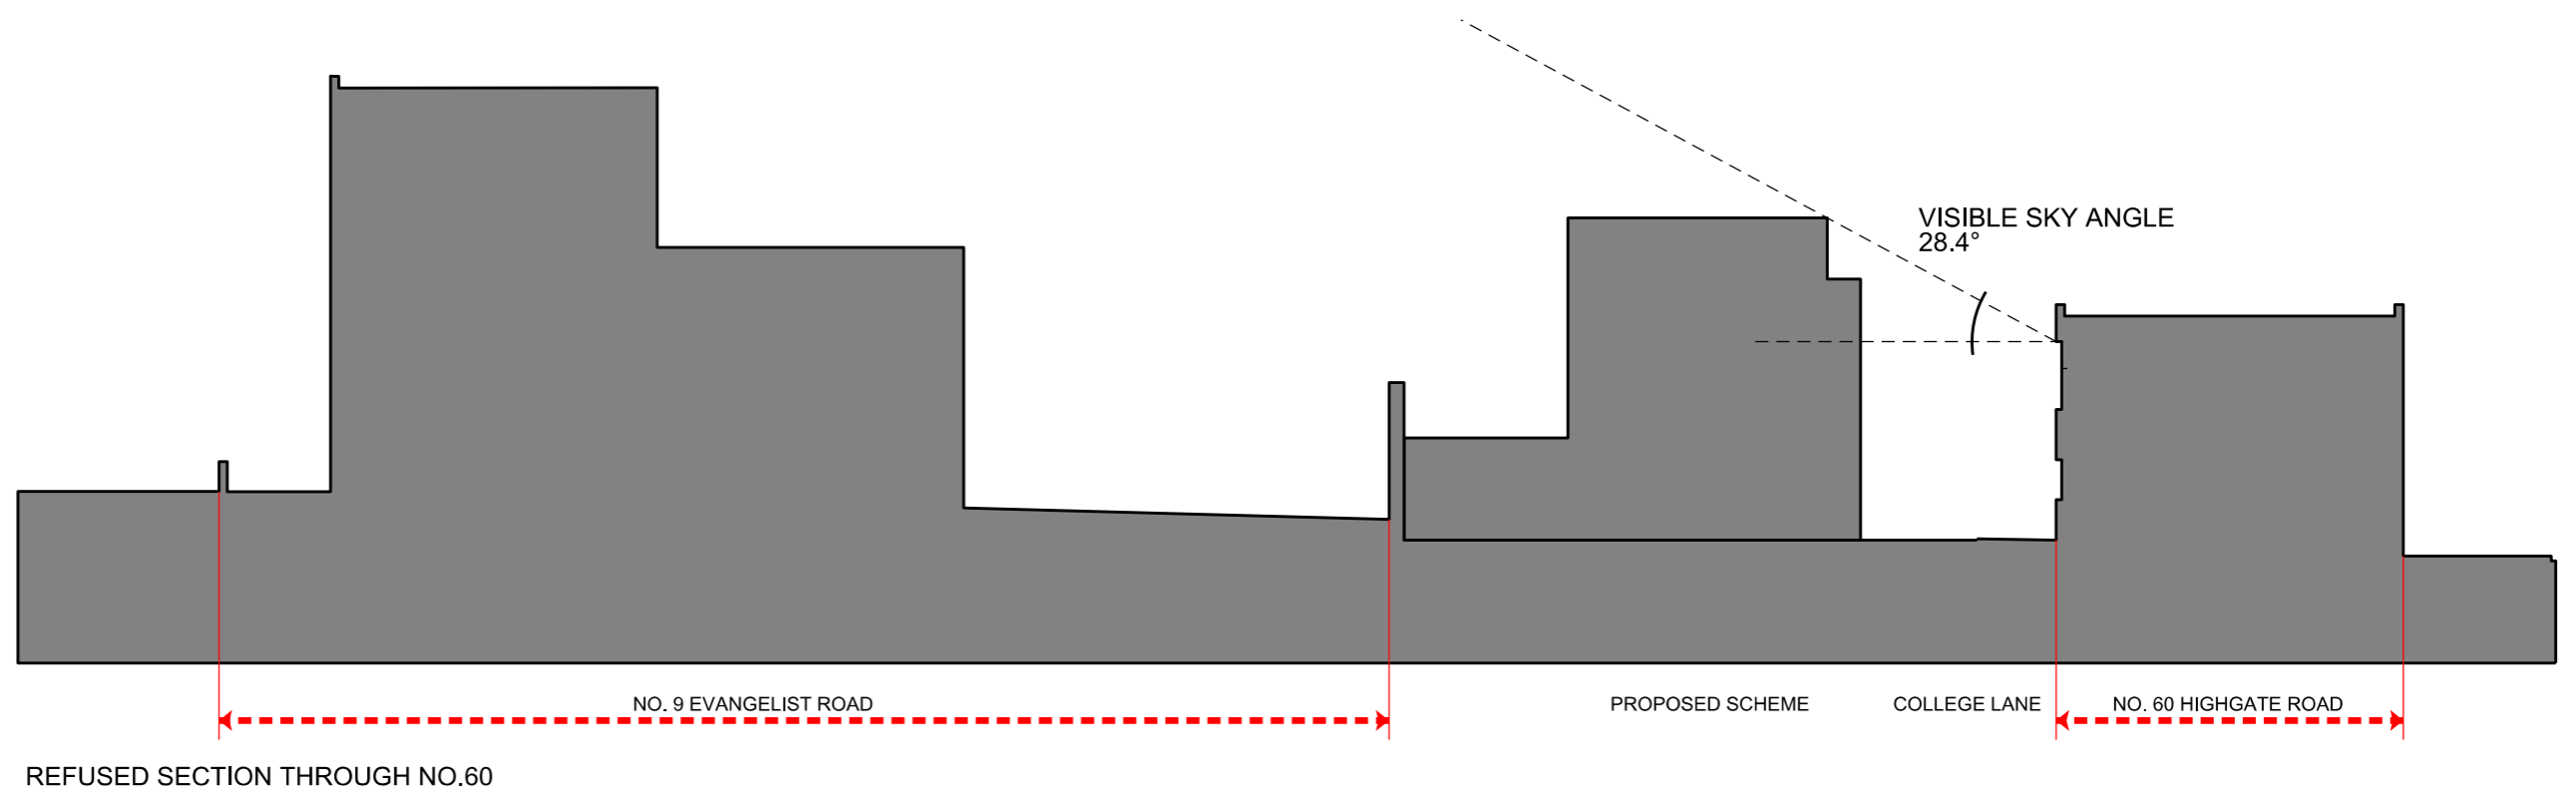 VISIBLE SKY ANGLE
28.4°
NO. 9 EVANGELIST ROAD
PROPOSED SCHEME
COLLEGE LANE
NO. 60 HIGHGATE ROAD
REFUSED SECTION THROUGH NO.60